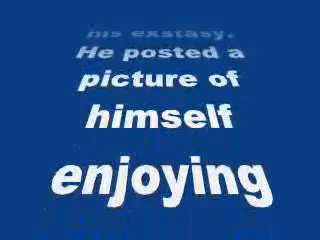 his exstasy.
He posted a
picture of
himself
enjoying